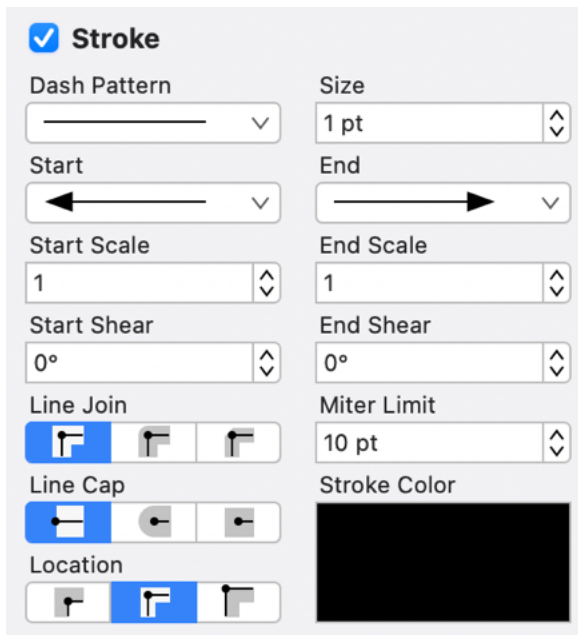 Stroke
Dash Pattern
Size
1 pt
Start
End
Start Scale
End Scale
1
1
Start Shear
End Shear
0°
0°
Line Join
Miter Limit
10 pt
Line Cap
Stroke Color
Location